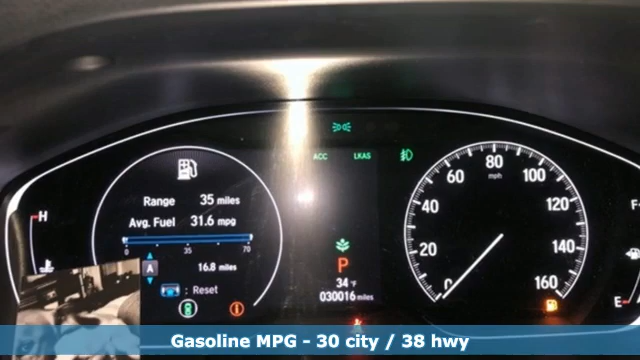 ACC LKAS
Range 35 miles
Avg. Fuel 31.6 mpg
0 35 70
A 16.8 miles
: Reset
H
P
34 °F
030016 miles
0 20 40 60 80 100 120 140 160
mph
F
E
Gasoline MPG - 30 city / 38 hwy